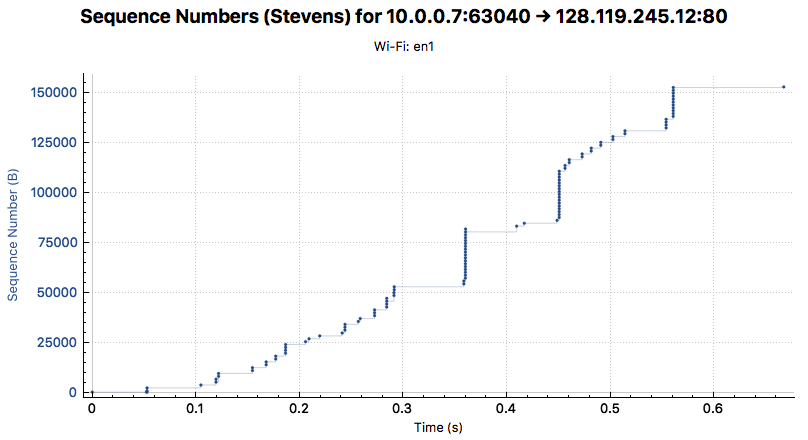 Sequence Numbers (Stevens) for 10.0.0.7:63040 → 128.119.245.12:80
Wi-Fi: en1
150000
125000
100000
75000
50000
25000
0
Sequence Number (B)
0 0.1 0.2 0.3 0.4 0.5 0.6
Time (s)